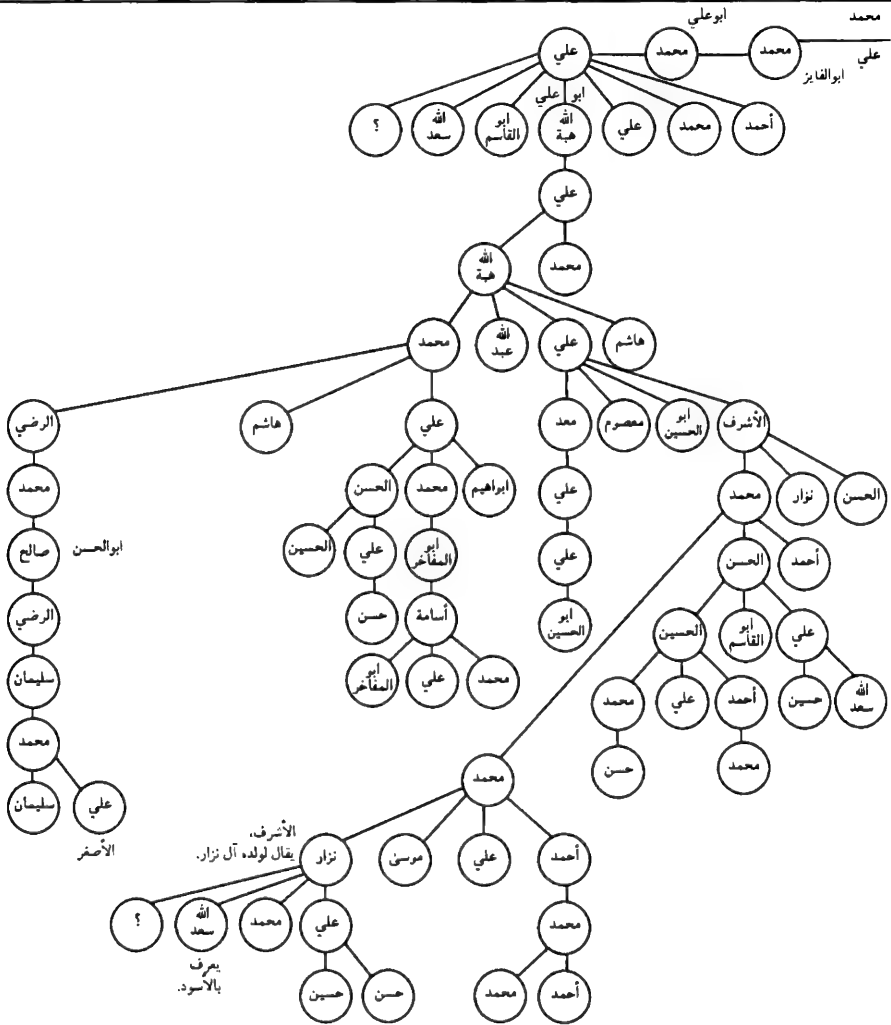 محمد
ابوعلي
علي
محمد
محمد
علي
ابوالفايز
ابو علي
أحمد
محمد
علي
هبة الله
ابو القاسم
سعد الله
؟
علي
محمد
هبة الله
هاشم
علي
عبد الله
محمد
الأشرف
ابو الحسين
معصوم
معد
علي
هاشم
الرضي
الحسن
نزار
محمد
علي
ابراهيم
محمد
الحسن
محمد
أحمد
الحسن
علي
ابو المفاخر
علي
الحسين
ابوالحسن
صالح
علي
ابو القاسم
الحسين
ابو الحسين
أسامة
حسن
الرضي
سعد الله
حسين
أحمد
علي
محمد
محمد
علي
ابو المفاخر
سليمان
محمد
حسن
محمد
محمد
علي
سليمان
الأصغر
أحمد
علي
موسى
نزار
الأشرف،
يقال لولده آل نزار.
محمد
علي
محمد
سعد الله
؟
يعرف
بالأسود.
أحمد
محمد
حسن
حسين